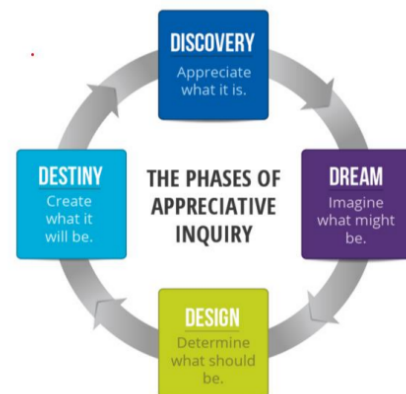 DISCOVERY
Appreciate
what it is.
DREAM
Imagine
what might
be.
DESIGN
Determine
what should
be.
DESTINY
Create
what it
will be.
THE PHASES OF
APPRECIATIVE
INQUIRY